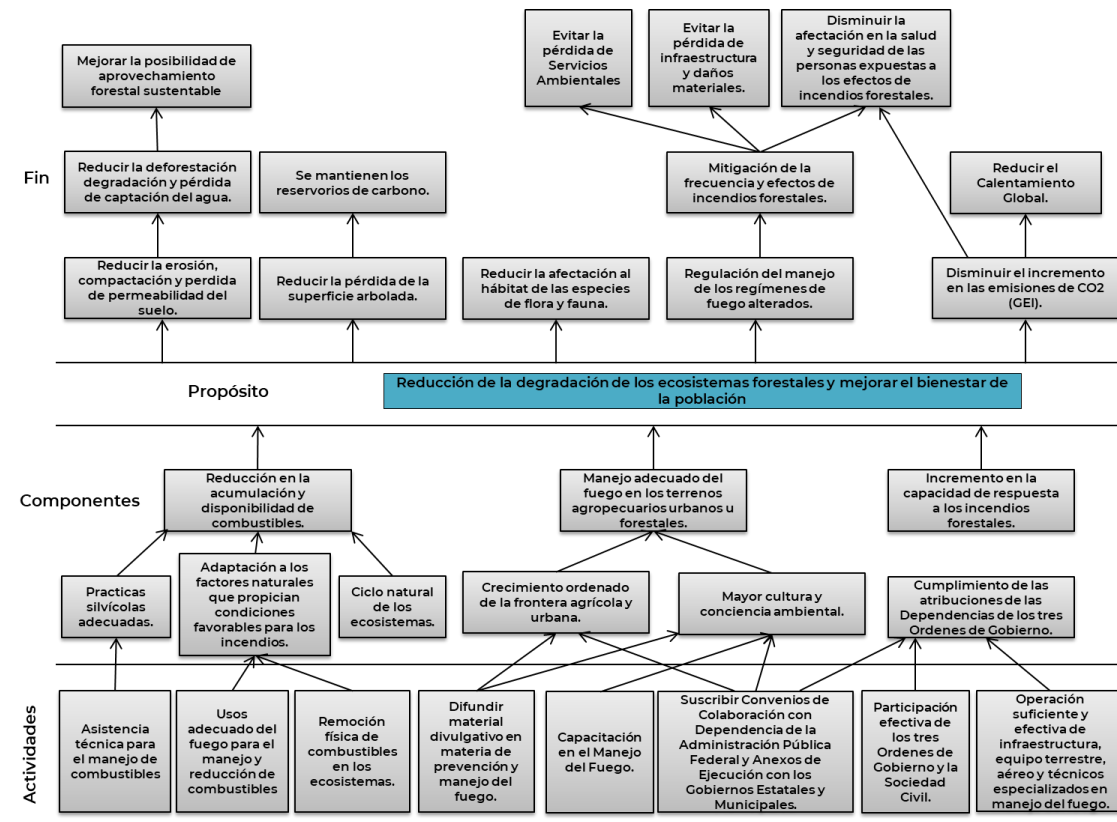 Evitar la
pérdida de
Servicios
Ambientales
Evitar la
pérdida de
infraestructura
y daños
materiales.
Disminuir la
afectación en la salud
y seguridad de las
personas expuestas a
los efectos de
incendios forestales.
Mejorar la posibilidad de
aprovechamiento
forestal sustentable
Fin
Reducir la deforestación
degradación y pérdida
de captación del agua.
Se mantienen los
reservorios de carbono.
Mitigación de la
frecuencia y efectos de
incendios forestales.
Reducir el
Calentamiento
Global.
Reducir la erosión,
compactación y perdida
de permeabilidad del
suelo.
Reducir la pérdida de la
superficie arbolada.
Reducir la afectación al
hábitat de las especies
de flora y fauna.
Regulación del manejo
de los regímenes de
fuego alterados.
Disminuir el incremento
en las emisiones de CO2
(GEI).
Propósito
Reducción de la degradación de los ecosistemas forestales y mejorar el bienestar de
la población
Componentes
Reducción en la
acumulación y
disponibilidad de
combustibles.
Manejo adecuado del
fuego en los terrenos
agropecuarios urbanos u
forestales.
Incremento en la
capacidad de respuesta
a los incendios
forestales.
Practicas
silvícolas
adecuadas.
Adaptación a los
factores naturales
que propician
condiciones
favorables para los
incendios.
Ciclo natural
de los
ecosistemas.
Crecimiento ordenado
de la frontera agrícola y
urbana.
Mayor cultura y
conciencia ambiental.
Cumplimiento de las
atribuciones de las
Dependencias de los tres
Ordenes de Gobierno.
Actividades
Asistencia
técnica para
el manejo de
combustibles
Usos
adecuado del
fuego para el
manejo y
reducción de
combustibles
Remoción
física de
combustibles
en los
ecosistemas.
Difundir
material
divulgativo en
materia de
prevención y
manejo del
fuego.
Capacitación
en el Manejo
del Fuego.
Suscribir Convenios de
Colaboración con
Dependencia de la
Administración Pública
Federal y Anexos de
Ejecución con los
Gobiernos Estatales y
Municipales.
Participación
efectiva de
los tres
Ordenes de
Gobierno y la
Sociedad
Civil.
Operación
suficiente y
efectiva de
infraestructura,
equipo terrestre,
aéreo y técnicos
especializados en
manejo del fuego.